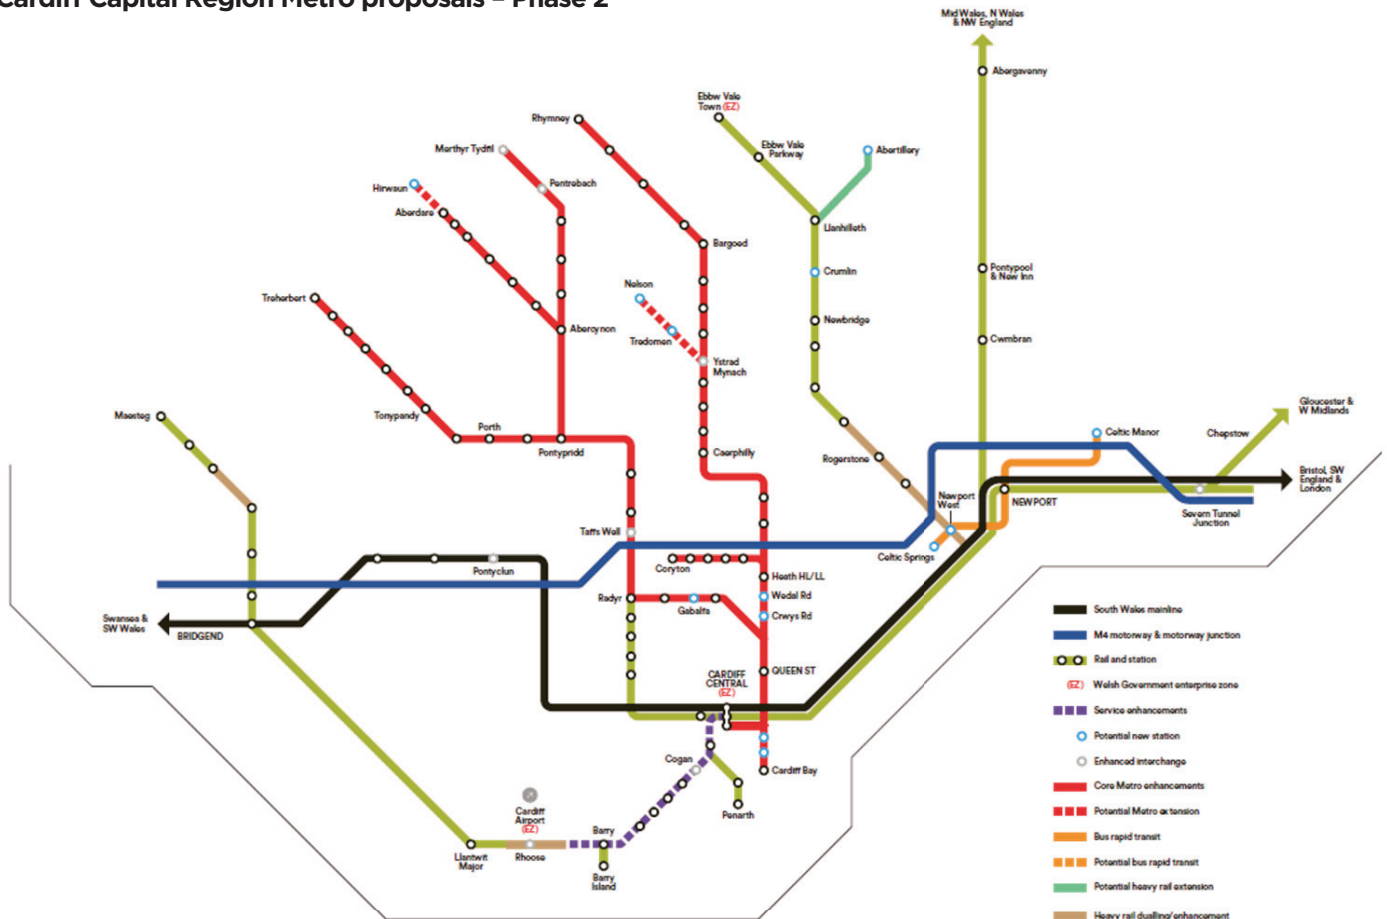 Cardiff Capital Region Metro proposals – Phase 2
Mid Wales, N Wales
& NW England
Abergavenny
Ebbw Vale
Town (EZ)
Rhymney
Ebbw Vale
Parkway
Abertillery
Merthyr Tydfil
Pentrebach
Hirwaun
Aberdare
Llanhilleth
Bargoed
Crumlin
Pontypool
& New Inn
Nelson
Treherbert
Newbridge
Abercynon
Tredomen
Cwmbran
Ystrad
Mynach
Maesteg
Tonypandy
Porth
Pontypridd
Caerphilly
Rogerstone
Celtic Manor
Chepstow
Gloucester &
W Midlands
Bristol, SW
England &
London
Newport
West
NEWPORT
Severn Tunnel
Junction
Taffs Well
Celtic Springs
Pontyclun
Coryton
Heath HL/LL
Wedal Rd
Radyr
Gabalfa
Crwys Rd
Swansea &
SW Wales
BRIDGEND
QUEEN ST
CARDIFF
CENTRAL
(EZ)
Cogan
Cardiff Bay
Penarth
Cardiff
Airport
(EZ)
Rhoose
Llantwit
Major
Barry
Barry
Island
South Wales mainline
M4 motorway & motorway junction
Rail and station
(EZ) Welsh Government enterprise zone
Service enhancements
Potential new station
Enhanced interchange
Core Metro enhancements
Potential Metro extension
Bus rapid transit
Potential bus rapid transit
Potential heavy rail extension
Heavy rail dualling/enhancement